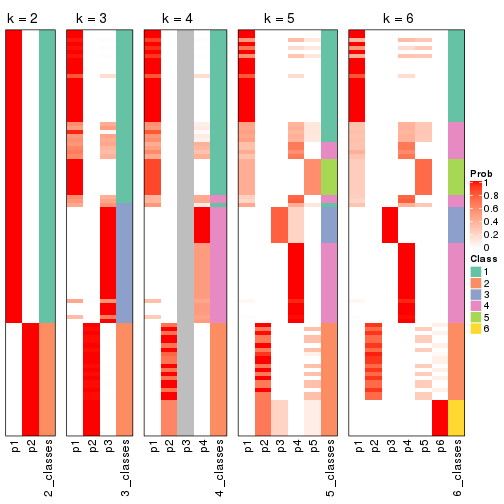 k = 2
k = 3
k = 4
k = 5
k = 6
p1
p2
2_classes
p1
p2
p3
3_classes
p1
p2
p3
p4
4_classes
p1
p2
p3
p4
p5
5_classes
p1
p2
p3
p4
p5
p6
6_classes
Prob
1
0.8
0.6
0.4
0.2
0
Class
1
2
3
4
5
6